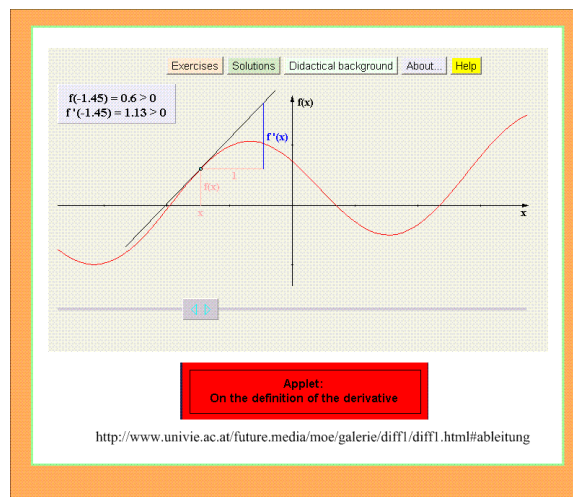 Exercises Solutions Didactical background About... Help
f(-1.45) = 0.6 > 0
f '(-1.45) = 1.13 > 0
f(x)
f '(x)
1
f(x)
x
x
Applet:
On the definition of the derivative
http://www.univie.ac.at/future.media/moe/galerie/diff1/diff1.html#ableitung